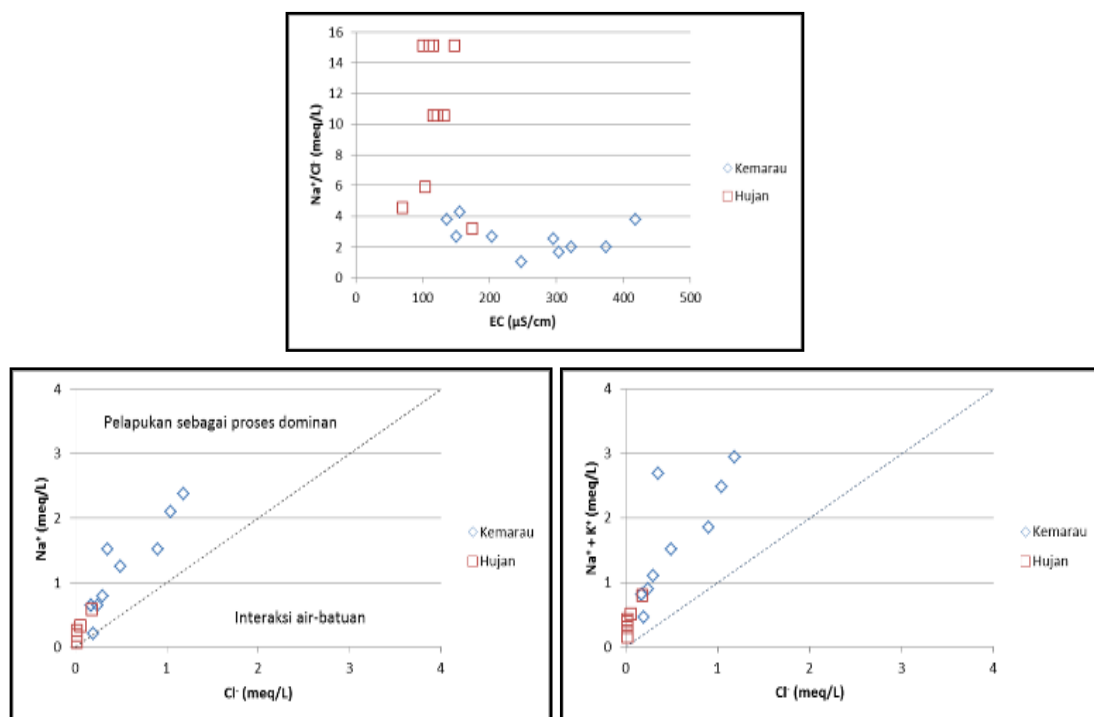 16
14
12
10
8
6
4
2
0
Na⁺/Cl⁻ (meq/L)
0 100 200 300 400 500
EC (µS/cm)
Kemarau
Hujan
4
3
2
1
0
Na⁺ (meq/L)
Pelapukan sebagai proses dominan
Interaksi air-batuan
0 1 2 3 4
Cl⁻ (meq/L)
Kemarau
Hujan
4
3
2
1
0
Na⁺ + K⁺ (meq/L)
0 1 2 3 4
Cl⁻ (meq/L)
Kemarau
Hujan